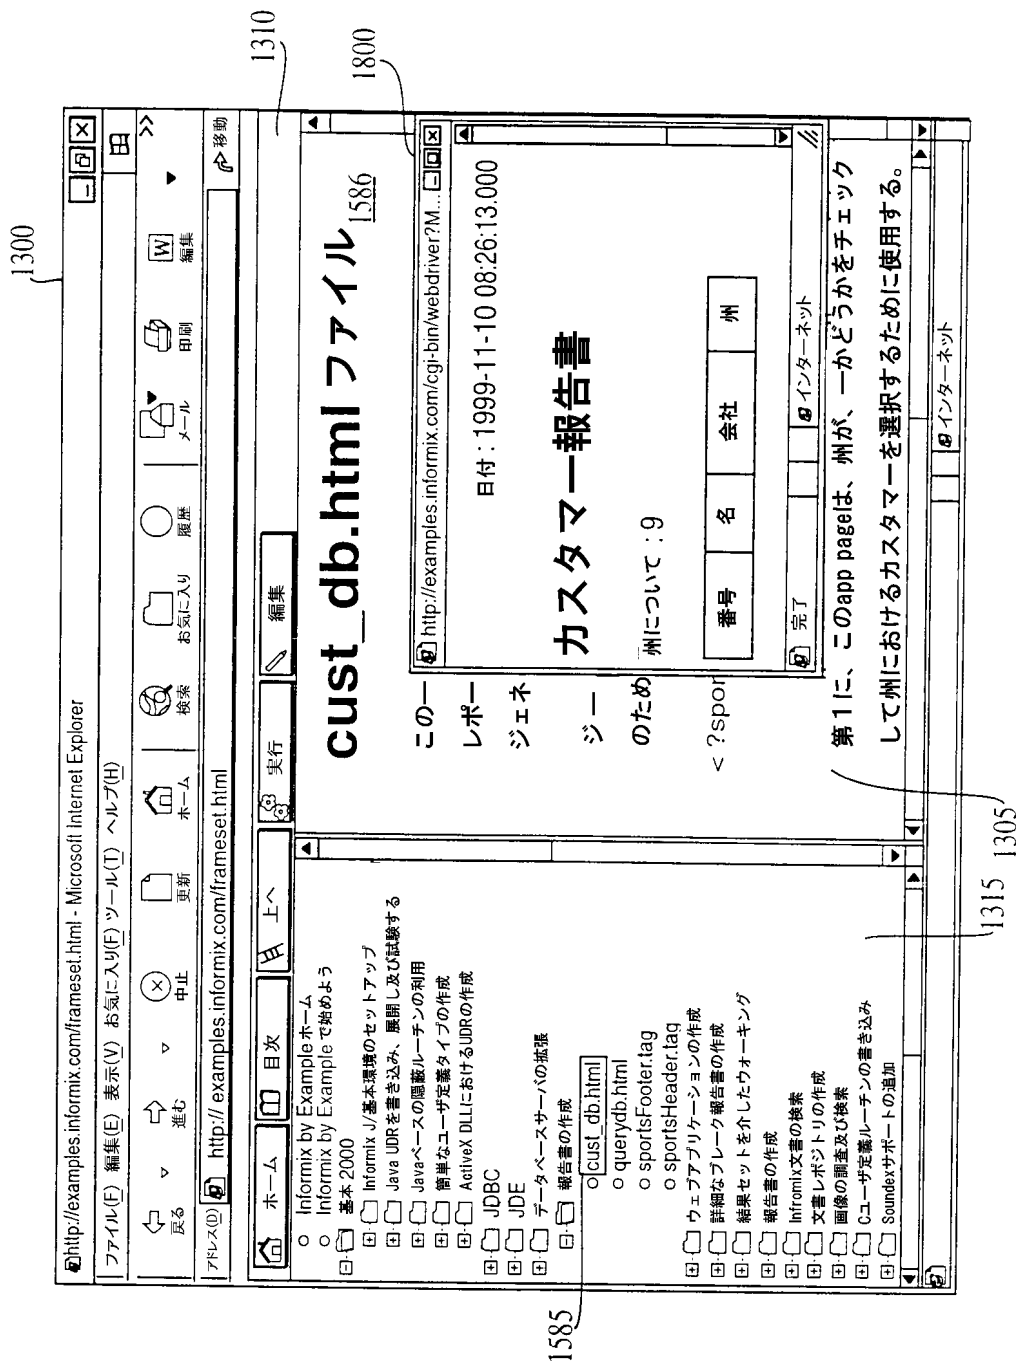 1300
http://examples.informix.com/frameset.html - Microsoft Internet Explorer
ファイル(F) 編集(E) 表示(V) お気に入り(F) ツール(T) ヘルプ(H)
戻る 進む 中止 更新 ホーム 検索 お気に入り 履歴 メール 印刷 編集
アドレス(D) http:// examples.informix.com/frameset.html 移動
ホーム 目次 上へ 実行 編集
1310
Informix by Exampleホーム
Informix by Exampleで始めよう
基本 2000
Informix J/基本環境のセットアップ
Java UDRを書き込み、展開し及び試験する
Javaベースの隠蔽ルーチンの利用
簡単なユーザ定義タイプの作成
ActiveX DLLにおけるUDRの作成
JDBC
JDE
データベースサーバの拡張
報告書の作成
cust_db.html
querydb.html
sportsFooter.tag
sportsHeader.tag
ウェブアプリケーションの作成
詳細なブレーク報告書の作成
結果セットを介したウォーキング
報告書の作成
Infromix文書の検索
文書レポジトリの作成
画像の調査及び検索
Cユーザ定義ルーチンの書き込み
Soundexサポートの追加
1585
1315
cust_db.html ファイル 1586
この一
レポー
ジェネ
ジー
のため
< ?spor
第1に、このapp pageは、州が、一かどうかをチェック
して州におけるカスタマーを選択するために使用する。
1305
1800
http://examples.informix.com/cgi-bin/webdriver?M...
日付 : 1999-11-10 08:26:13.000
カスタマー報告書
州について : 9
番号 名 会社 州
完了 インターネット
インターネット